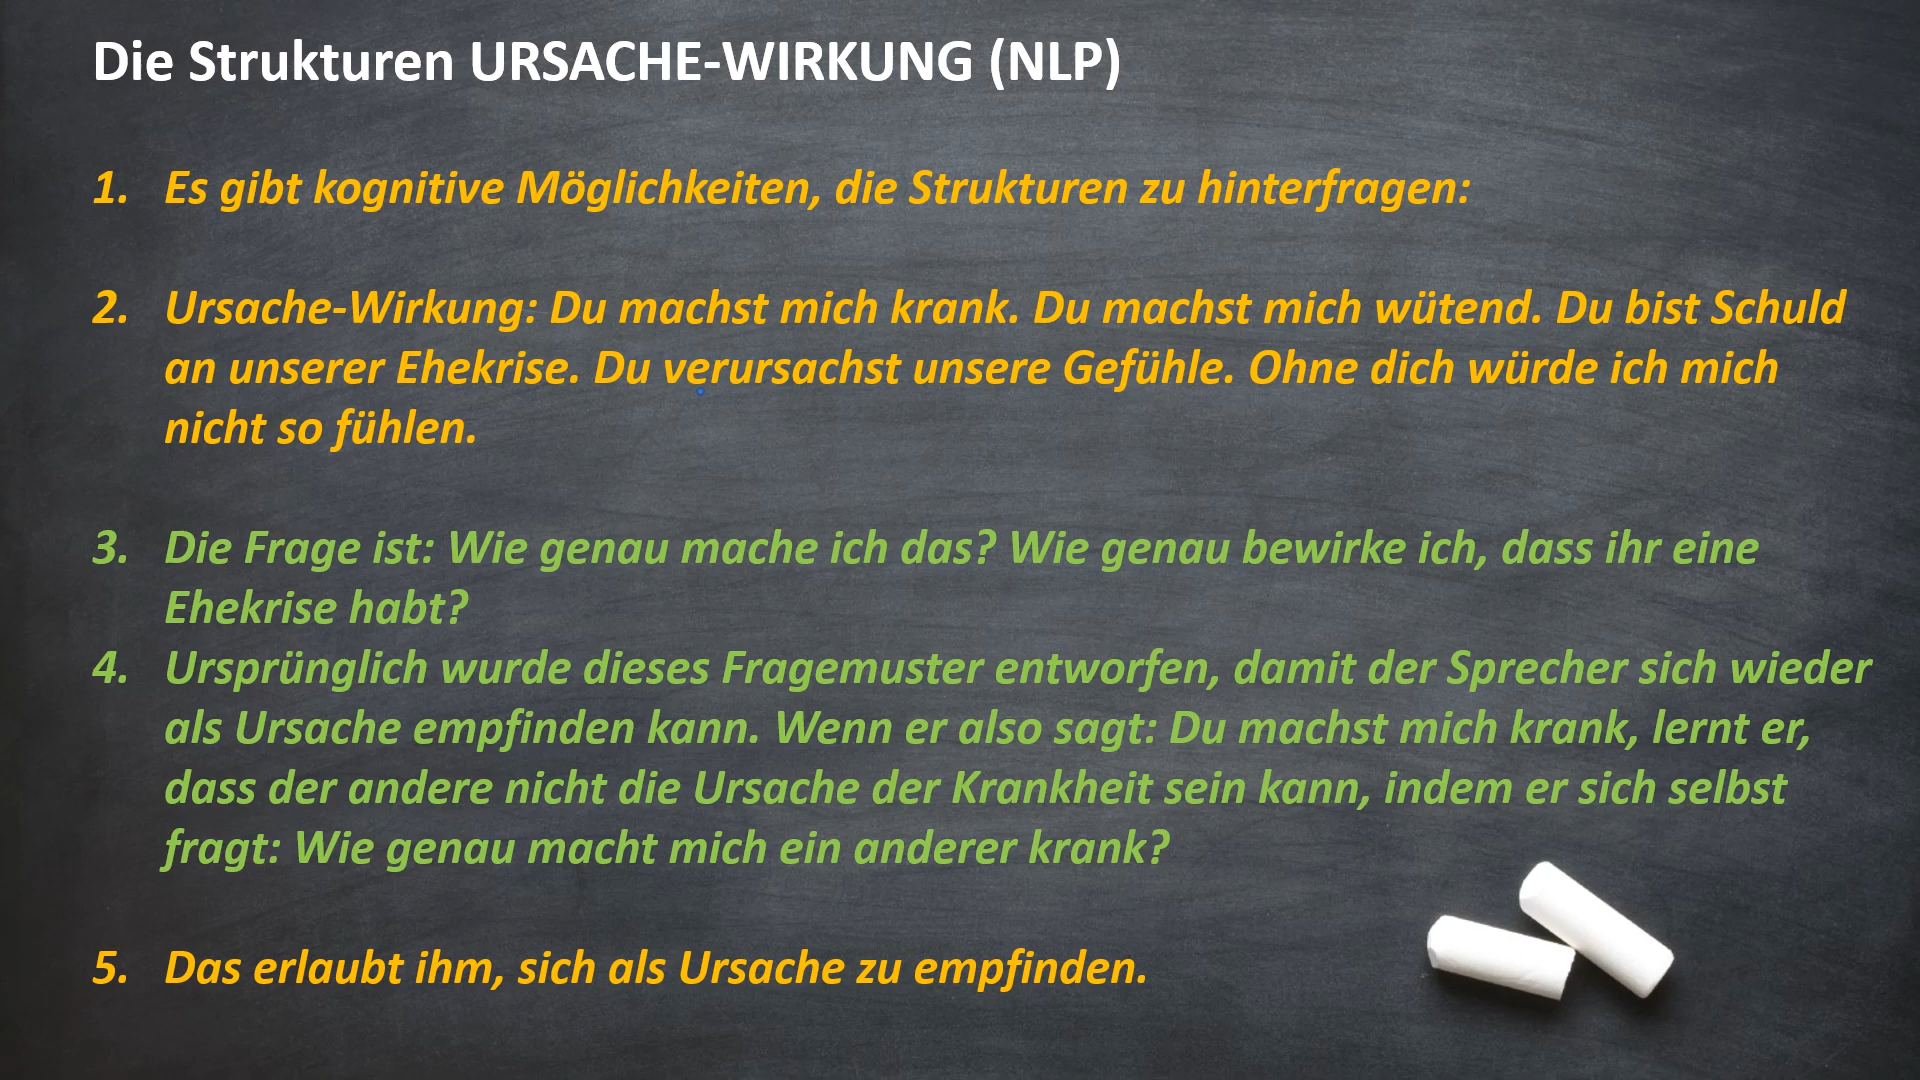 Die Strukturen URSACHE-WIRKUNG (NLP)
1. Es gibt kognitive Möglichkeiten, die Strukturen zu hinterfragen:
2. Ursache-Wirkung: Du machst mich krank. Du machst mich wütend. Du bist Schuld
an unserer Ehekrise. Du verursachst unsere Gefühle. Ohne dich würde ich mich
nicht so fühlen.
3. Die Frage ist: Wie genau mache ich das? Wie genau bewirke ich, dass ihr eine
Ehekrise habt?
4. Ursprünglich wurde dieses Fragemuster entworfen, damit der Sprecher sich wieder
als Ursache empfinden kann. Wenn er also sagt: Du machst mich krank, lernt er,
dass der andere nicht die Ursache der Krankheit sein kann, indem er sich selbst
fragt: Wie genau macht mich ein anderer krank?
5. Das erlaubt ihm, sich als Ursache zu empfinden.